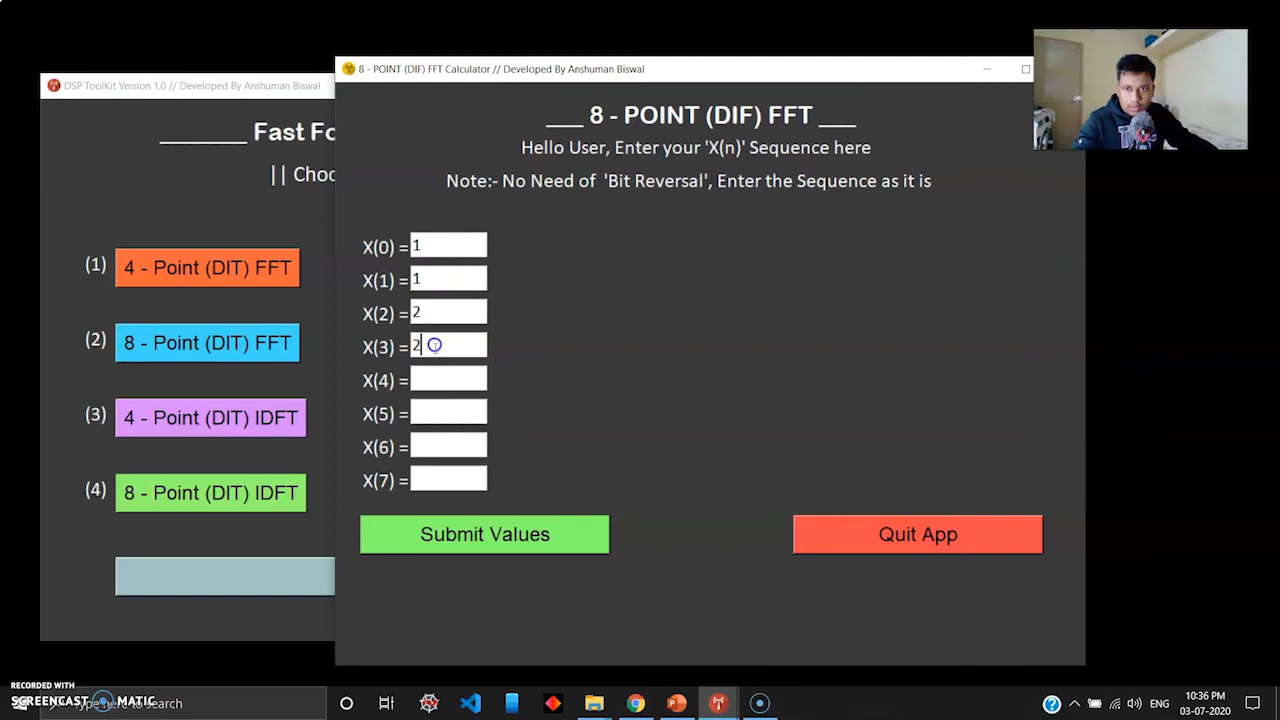 DSP ToolKit Version 1.0 // Developed By Anshuman Biswal
_______ Fast Fo
|| Choo
(1) 4 - Point (DIT) FFT
(2) 8 - Point (DIT) FFT
(3) 4 - Point (DIT) IDFT
(4) 8 - Point (DIT) IDFT
8 - POINT (DIF) FFT Calculator // Developed By Anshuman Biswal
___ 8 - POINT (DIF) FFT ___
Hello User, Enter your 'X(n)' Sequence here
Note:- No Need of 'Bit Reversal', Enter the Sequence as it is
X(0) = 1
X(1) = 1
X(2) = 2
X(3) = 2
X(4) =
X(5) =
X(6) =
X(7) =
Submit Values
Quit App
RECORDED WITH
SCREENCAST MATIC
here to search
ENG
10:36 PM
03-07-2020